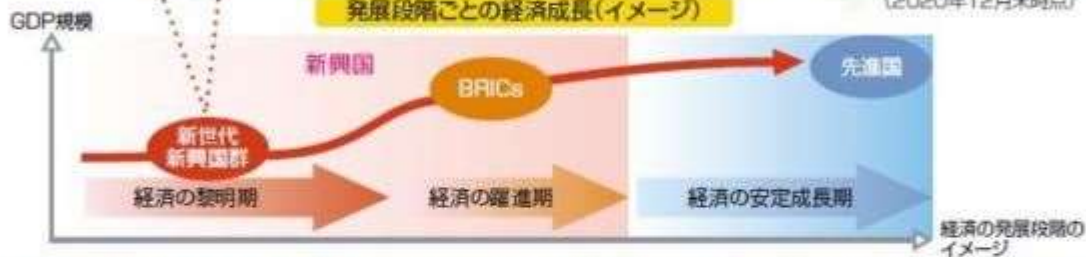 発展段階ごとの経済成長(イメージ)
(2020年12月末時点)
GDP規模
新興国
BRICs
先進国
新世代
新興国群
経済の黎明期
経済の躍進期
経済の安定成長期
経済の発展段階の
イメージ